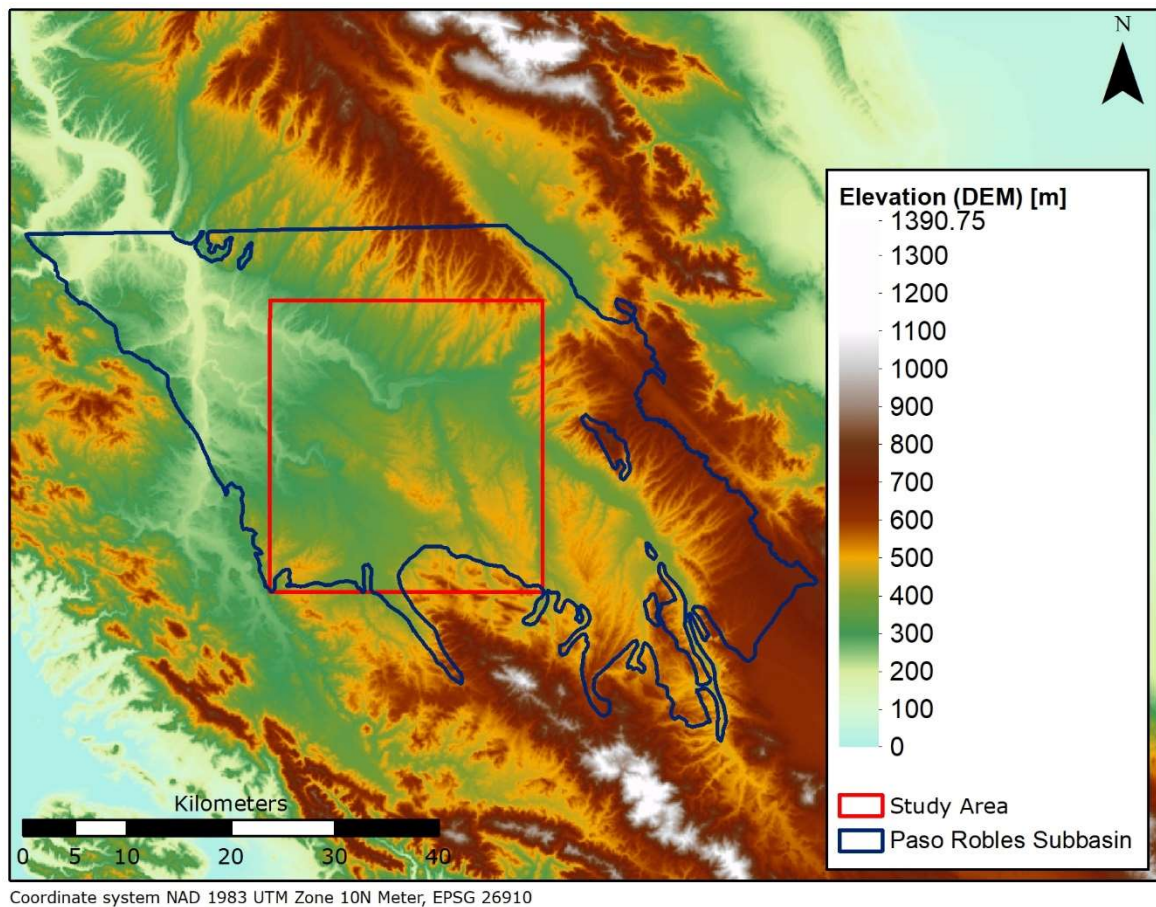 N
Elevation (DEM) [m]
1390.75
1300
1200
1100
1000
900
800
700
600
500
400
300
200
100
0
Study Area
Paso Robles Subbasin
Kilometers
0 5 10 20 30 40
Coordinate system NAD 1983 UTM Zone 10N Meter, EPSG 26910